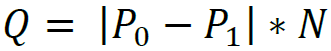 Q = |P₀ − P₁| * N